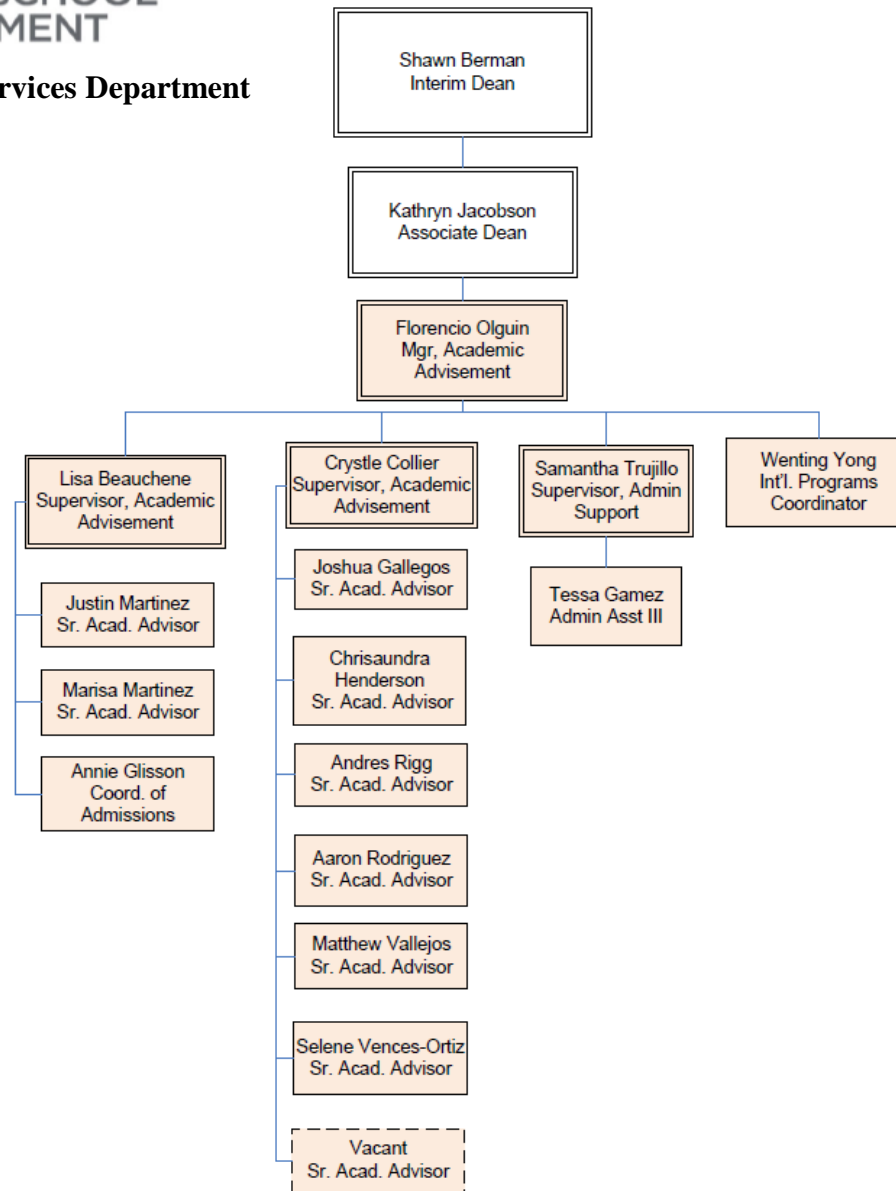 MENT
Services Department
Shawn Berman
Interim Dean
Kathryn Jacobson
Associate Dean
Florencio Olguin
Mgr, Academic
Advisement
Lisa Beauchene
Supervisor, Academic
Advisement
Justin Martinez
Sr. Acad. Advisor
Marisa Martinez
Sr. Acad. Advisor
Annie Glisson
Coord. of
Admissions
Crystle Collier
Supervisor, Academic
Advisement
Joshua Gallegos
Sr. Acad. Advisor
Chrisaundra
Henderson
Sr. Acad. Advisor
Andres Rigg
Sr. Acad. Advisor
Aaron Rodriguez
Sr. Acad. Advisor
Matthew Vallejos
Sr. Acad. Advisor
Selene Vences-Ortiz
Sr. Acad. Advisor
Vacant
Sr. Acad. Advisor
Samantha Trujillo
Supervisor, Admin
Support
Tessa Gamez
Admin Asst III
Wenting Yong
Int'l. Programs
Coordinator